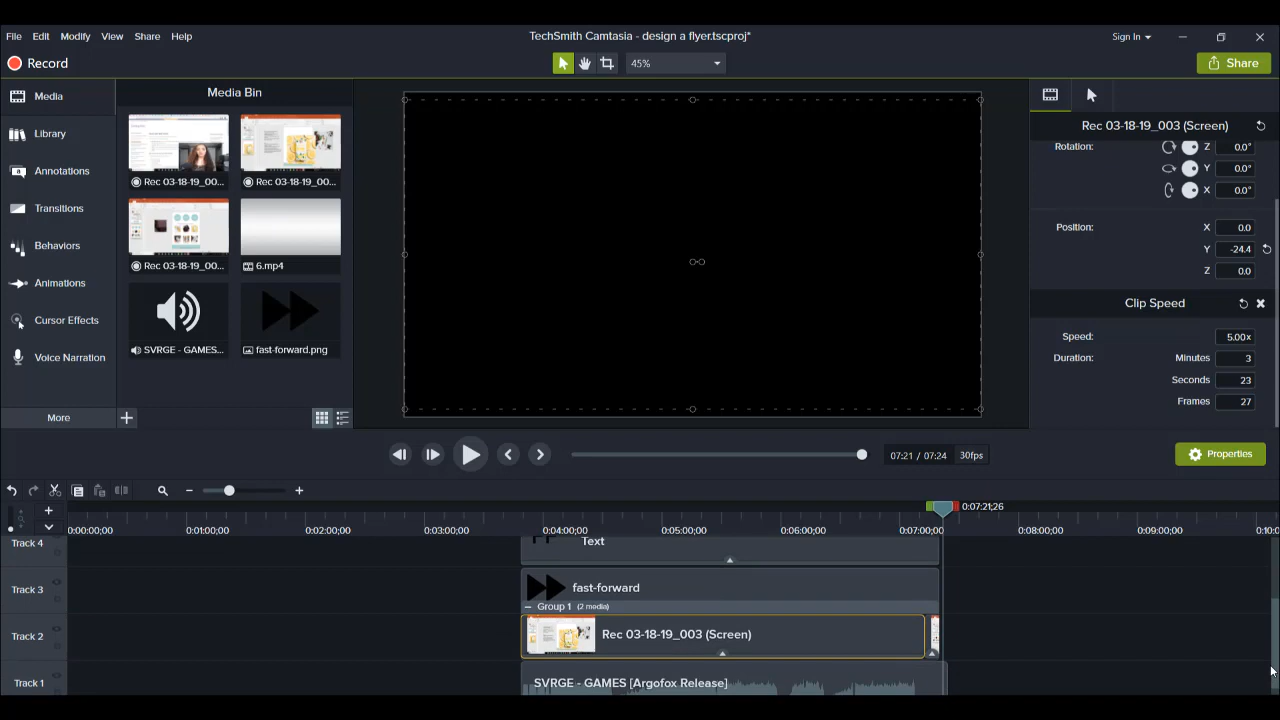 File Edit Modify View Share Help
TechSmith Camtasia - design a flyer.tscproj*
Sign In
Record
45%
Share
Media
Library
Annotations
Transitions
Behaviors
Animations
Cursor Effects
Voice Narration
More
Media Bin
Rec 03-18-19_00... Rec 03-18-19_00...
Rec 03-18-19_00... 6.mp4
SVRGE - GAMES... fast-forward.png
Rec 03-18-19_003 (Screen)
Rotation: Z 0.0°
Y 0.0°
X 0.0°
Position: X 0.0
Y -24.4
Z 0.0
Clip Speed
Speed: 5.00x
Duration: Minutes 3
Seconds 23
Frames 27
07:21 / 07:24 30fps
Properties
0:07:21;26
0:00:00;00 0:01:00;00 0:02:00;00 0:03:00;00 0:04:00;00 0:05:00;00 0:06:00;00 0:07:00;00 0:08:00;00 0:09:00;00 0:10:0
Track 4 Text
Track 3 fast-forward
Group 1 (2 media)
Track 2 Rec 03-18-19_003 (Screen)
Track 1 SVRGE - GAMES [Argofox Release]